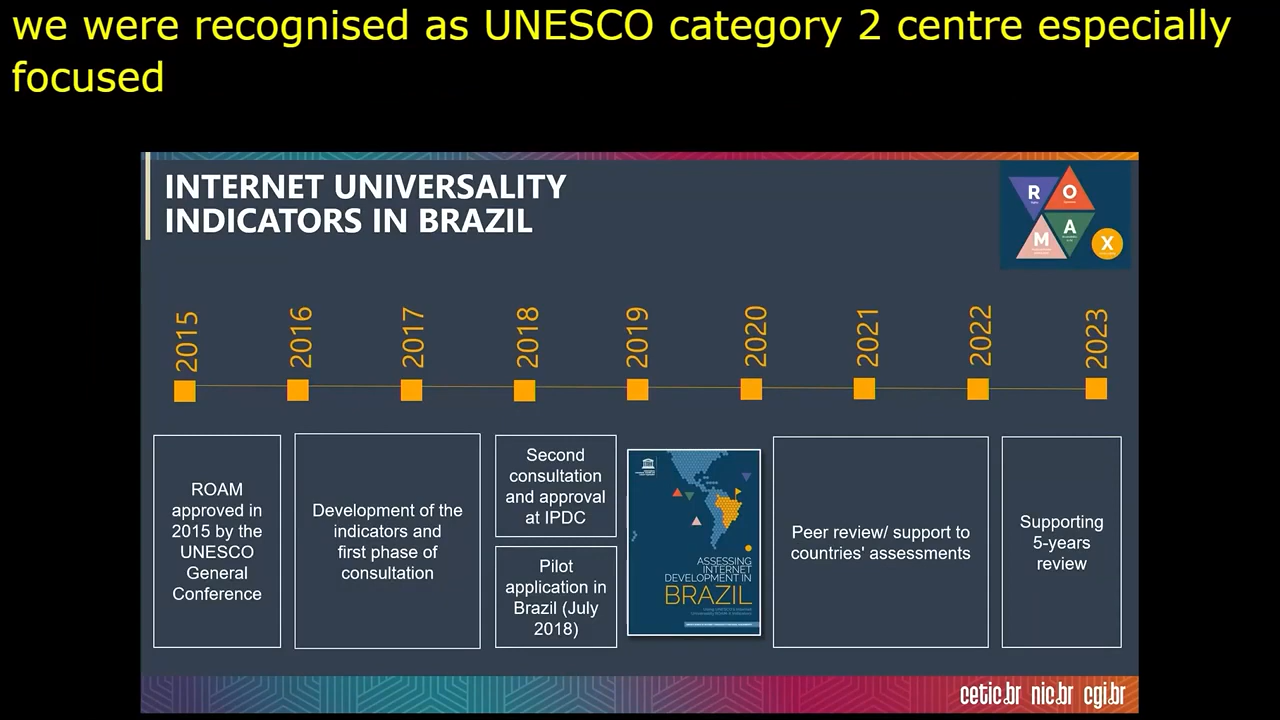 we were recognised as UNESCO category 2 centre especially
focused
INTERNET UNIVERSALITY
INDICATORS IN BRAZIL
R
O
M
A
X
2015
2016
2017
2018
2019
2020
2021
2022
2023
ROAM
approved in
2015 by the
UNESCO
General
Conference
Development of the
indicators and
first phase of
consultation
Second
consultation
and approval
at IPDC
Pilot
application in
Brazil (July
2018)
ASSESSING
INTERNET
DEVELOPMENT IN
BRAZIL
Peer review/ support to
countries' assessments
Supporting
5-years
review
cetic.br nic.br cgi.br